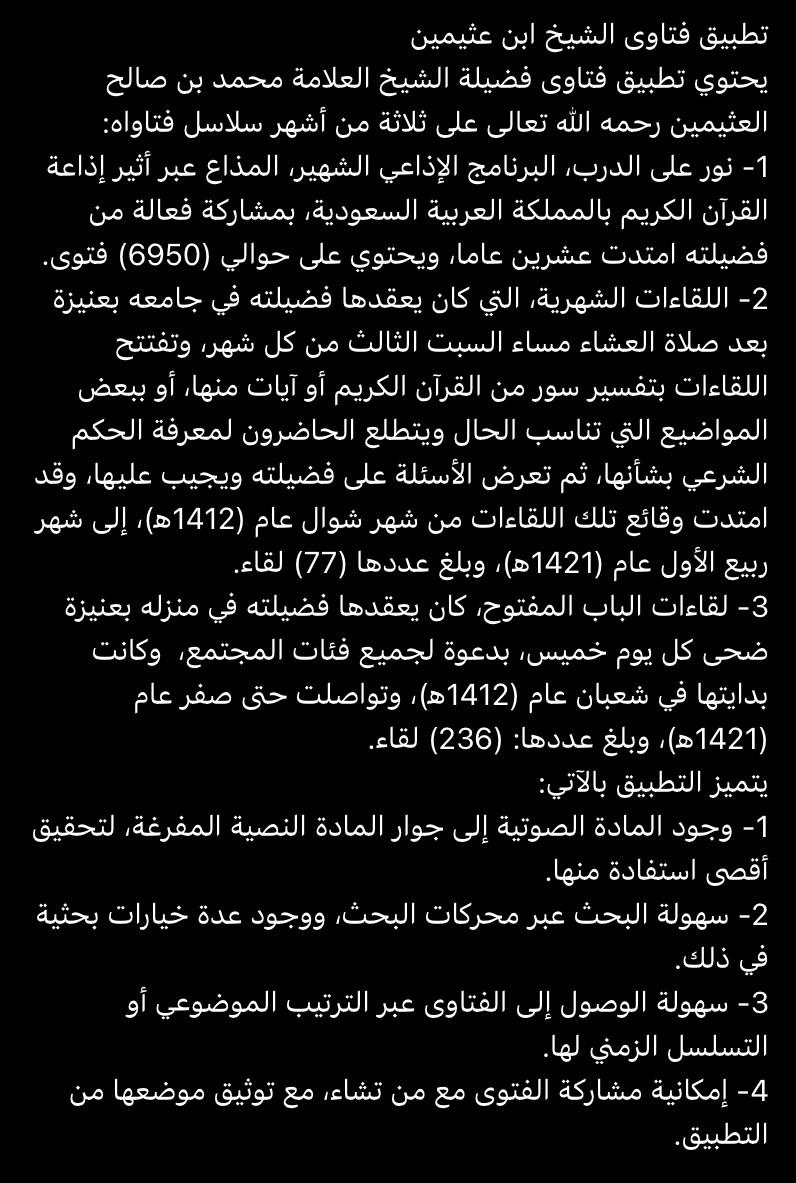 تطبيق فتاوى الشيخ ابن عثيمين
يحتوي تطبيق فتاوى فضيلة الشيخ العلامة محمد بن صالح
العثيمين رحمه الله تعالى على ثلاثة من أشهر سلاسل فتاواه:
1- نور على الدرب، البرنامج الإذاعي الشهير، المذاع عبر أثير إذاعة
القرآن الكريم بالمملكة العربية السعودية، بمشاركة فعالة من
فضيلته امتدت عشرين عاما، ويحتوي على حوالي (6950) فتوى.
2- اللقاءات الشهرية، التي كان يعقدها فضيلته في جامعه بعنيزة
بعد صلاة العشاء مساء السبت الثالث من كل شهر، وتفتتح
اللقاءات بتفسير سور من القرآن الكريم أو آيات منها، أو ببعض
المواضيع التي تناسب الحال ويتطلع الحاضرون لمعرفة الحكم
الشرعي بشأنها، ثم تعرض الأسئلة على فضيلته ويجيب عليها، وقد
امتدت وقائع تلك اللقاءات من شهر شوال عام (1412هـ)، إلى شهر
ربيع الأول عام (1421هـ)، وبلغ عددها (77) لقاء.
3- لقاءات الباب المفتوح، كان يعقدها فضيلته في منزله بعنيزة
ضحى كل يوم خميس، بدعوة لجميع فئات المجتمع، وكانت
بدايتها في شعبان عام (1412هـ)، وتواصلت حتى صفر عام
(1421هـ)، وبلغ عددها: (236) لقاء.
يتميز التطبيق بالآتي:
1- وجود المادة الصوتية إلى جوار المادة النصية المفرغة، لتحقيق
أقصى استفادة منها.
2- سهولة البحث عبر محركات البحث، ووجود عدة خيارات بحثية
في ذلك.
3- سهولة الوصول إلى الفتاوى عبر الترتيب الموضوعي أو
التسلسل الزمني لها.
4- إمكانية مشاركة الفتوى مع من تشاء، مع توثيق موضعها من
التطبيق.